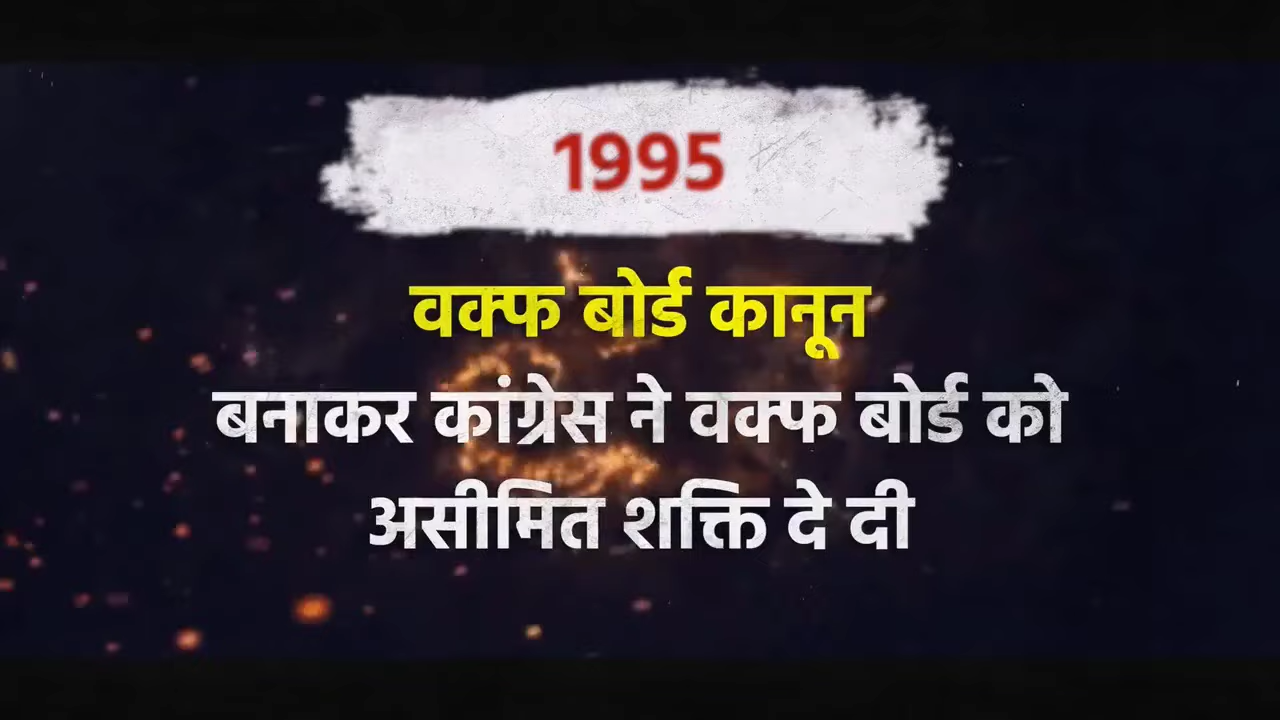 1995
वक्फ बोर्ड कानून
बनाकर कांग्रेस ने वक्फ बोर्ड को
असीमित शक्ति दे दी